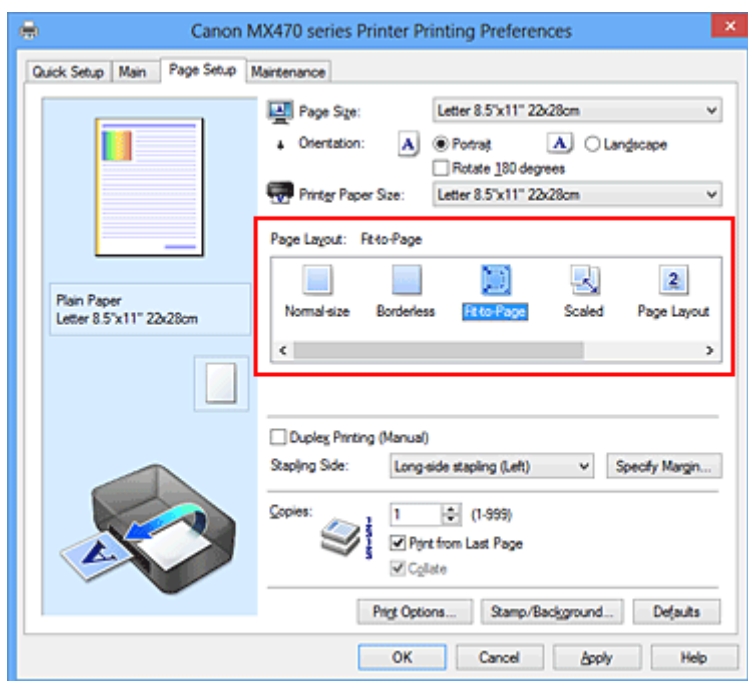 Canon MX470 series Printer Printing Preferences
Quick Setup Main Page Setup Maintenance
Page Size: Letter 8.5"x11" 22x28cm
Orientation: A Portrait A Landscape
Rotate 180 degrees
Printer Paper Size: Letter 8.5"x11" 22x28cm
Page Layout: Fit-to-Page
Normal-size Borderless Fit-to-Page Scaled 2 Page Layout
Plain Paper
Letter 8.5"x11" 22x28cm
Duplex Printing (Manual)
Stapling Side: Long-side stapling (Left) Specify Margin...
Copies: 1 (1-999)
Print from Last Page
Collate
A
Print Options... Stamp/Background... Defaults
OK Cancel Apply Help